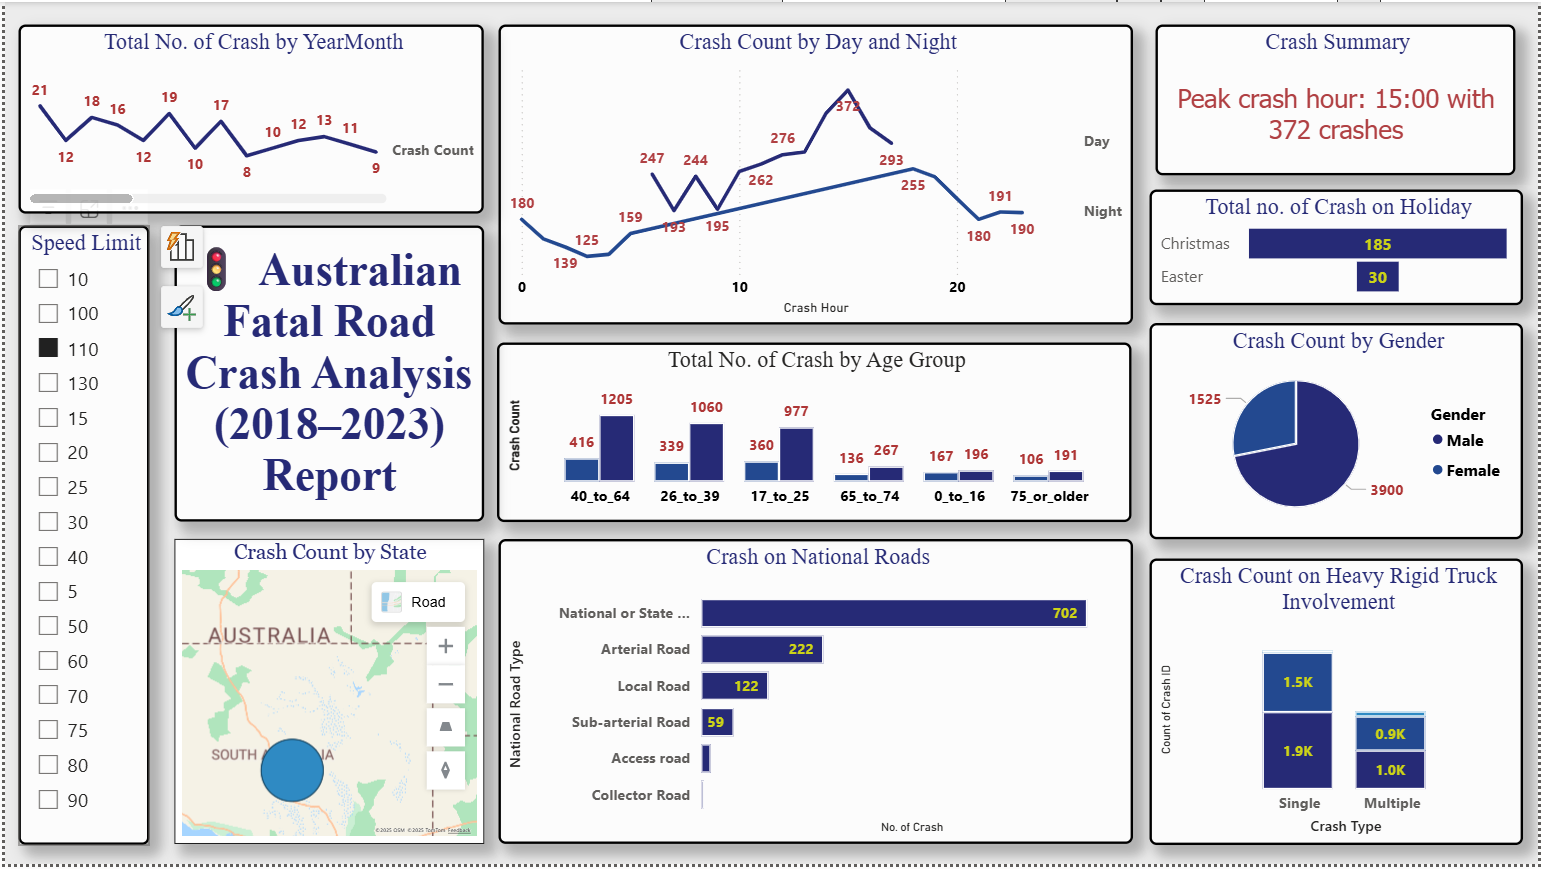 Total No. of Crash by YearMonth
21
18
16
19
17
10
12
13
11
12
12
10
8
9
Crash Count
Speed Limit
10
100
110
130
15
20
25
30
40
5
50
60
70
75
80
90
Australian
Fatal Road
Crash Analysis
(2018–2023)
Report
Crash Count by State
Road
AUSTRALIA
©2025 OSM ©2025 TomTom Feedback
Crash Count by Day and Night
372
276
247
244
293
262
255
180
193
195
159
125
139
191
180
190
Day
Night
0
10
20
Crash Hour
Total No. of Crash by Age Group
Crash Count
416
1205
339
1060
360
977
136
267
167
196
106
191
40_to_64
26_to_39
17_to_25
65_to_74
0_to_16
75_or_older
Crash on National Roads
National Road Type
National or State ...
702
Arterial Road
222
Local Road
122
Sub-arterial Road
59
Access road
Collector Road
No. of Crash
Crash Summary
Peak crash hour: 15:00 with
372 crashes
Total no. of Crash on Holiday
Christmas
185
Easter
30
Crash Count by Gender
1525
3900
Gender
Male
Female
Crash Count on Heavy Rigid Truck
Involvement
Count of Crash ID
1.5K
1.9K
0.9K
1.0K
Single
Multiple
Crash Type